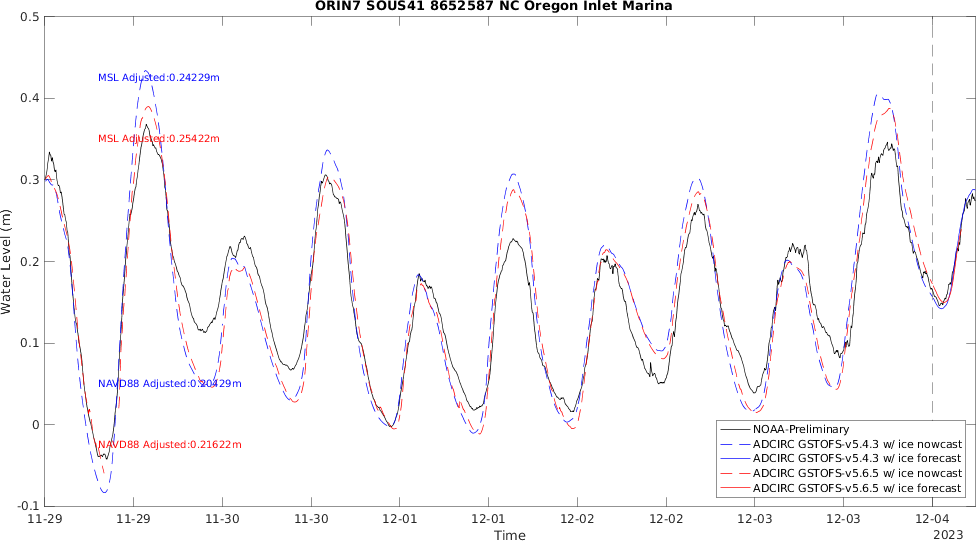 ORIN7 SOUS41 8652587 NC Oregon Inlet Marina
0.5
0.4
0.3
0.2
0.1
0
-0.1
Water Level (m)
MSL Adjusted:0.24229m
MSL Adjusted:0.25422m
NAVD88 Adjusted:0.20429m
NAVD88 Adjusted:0.21622m
NOAA-Preliminary
ADCIRC GSTOFS-v5.4.3 w/ ice nowcast
ADCIRC GSTOFS-v5.4.3 w/ ice forecast
ADCIRC GSTOFS-v5.6.5 w/ ice nowcast
ADCIRC GSTOFS-v5.6.5 w/ ice forecast
11-29 11-29 11-30 11-30 12-01 12-01 12-02 12-02 12-03 12-03 12-04
Time
2023